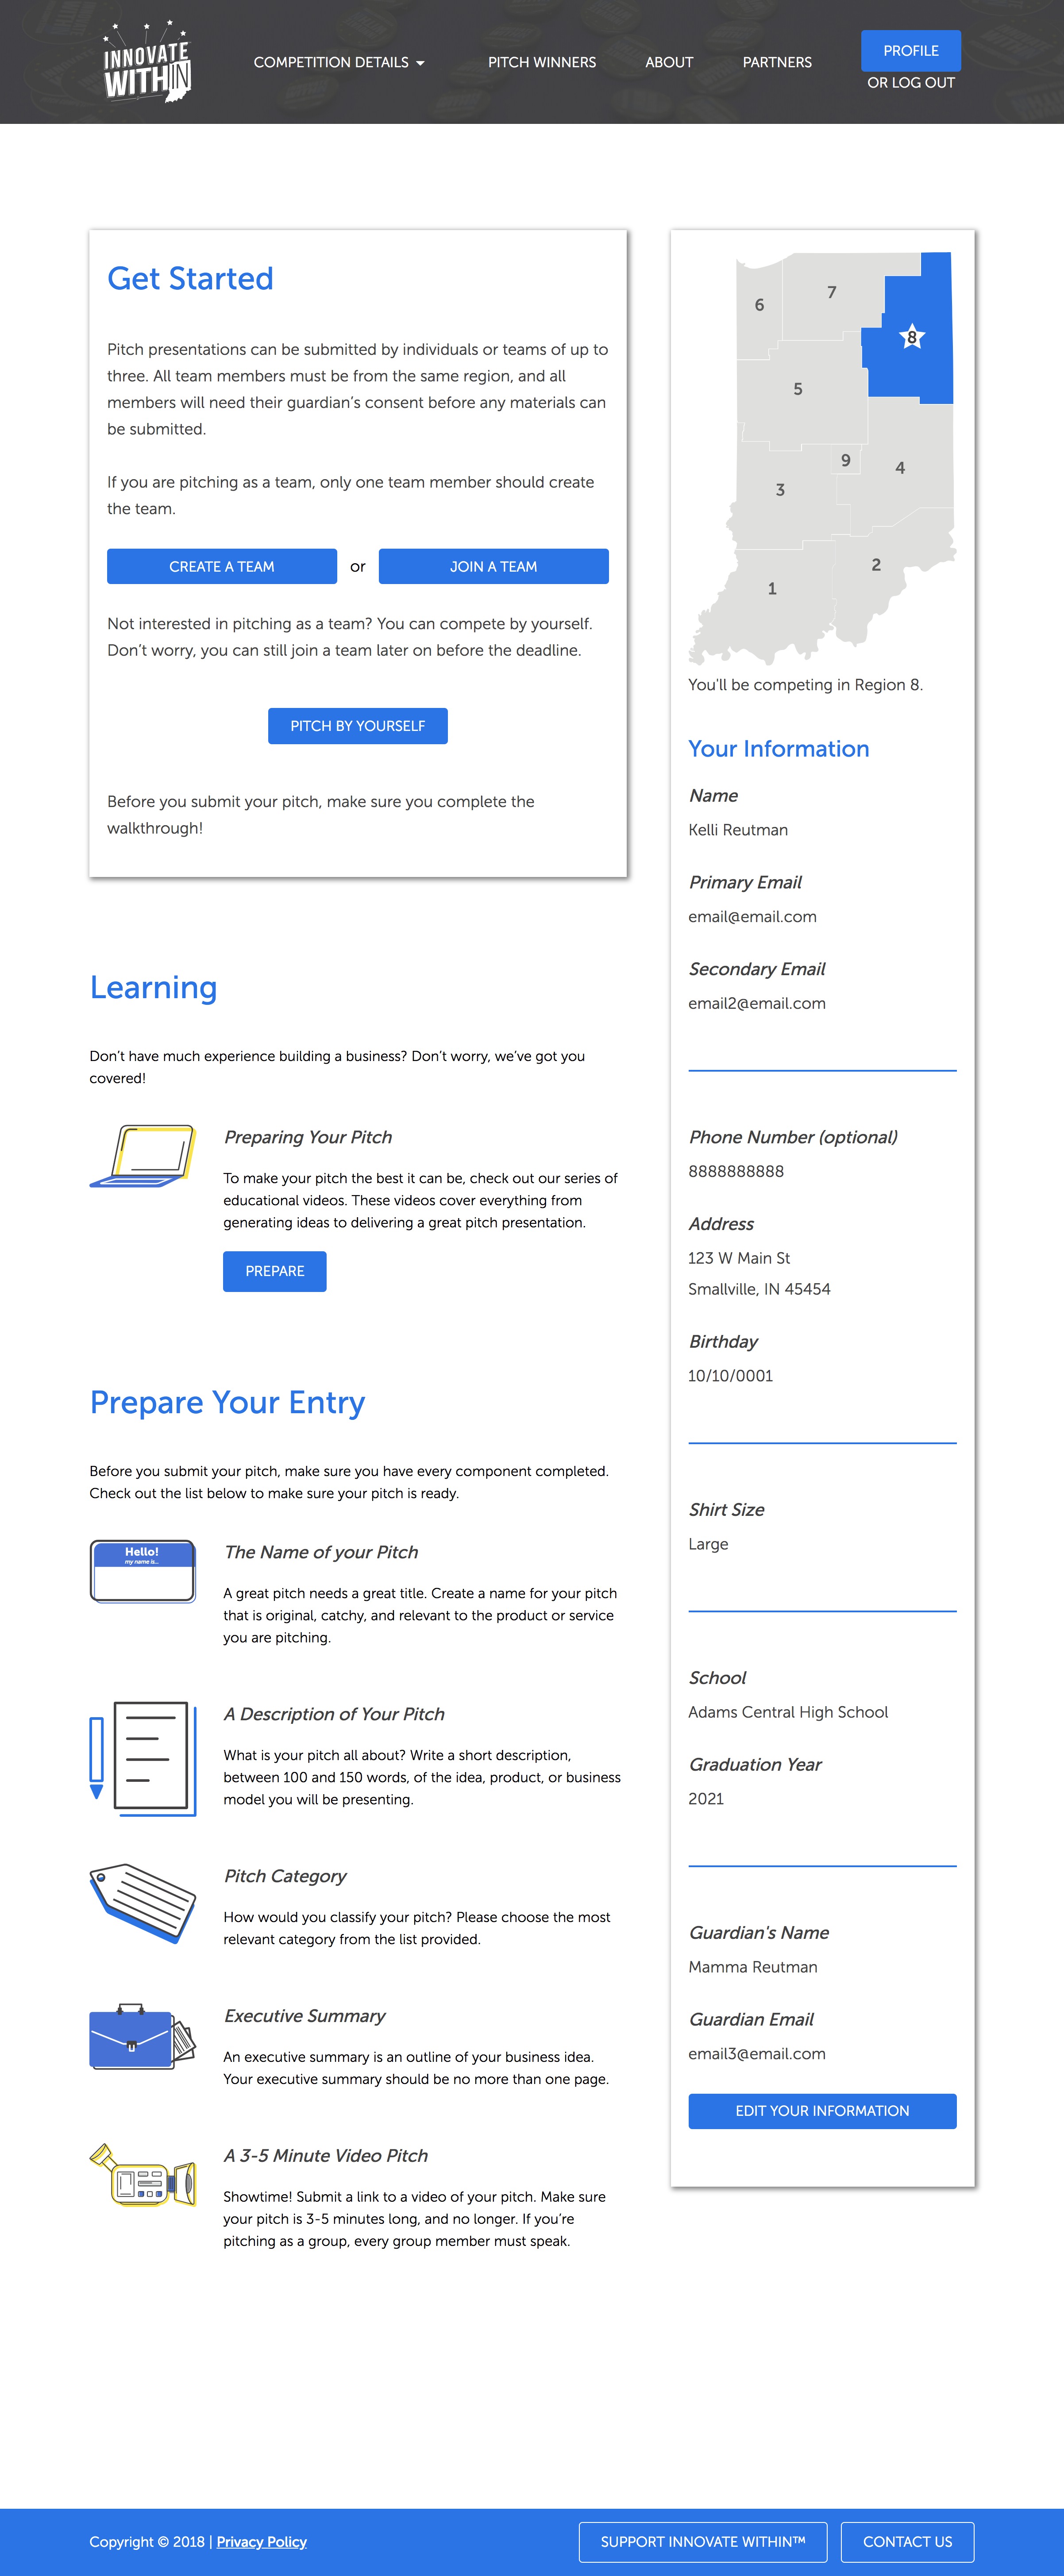 INNOVATE
WITHIN
COMPETITION DETAILS
PITCH WINNERS
ABOUT
PARTNERS
PROFILE
OR LOG OUT
Get Started
Pitch presentations can be submitted by individuals or teams of up to
three. All team members must be from the same region, and all
members will need their guardian’s consent before any materials can
be submitted.
If you are pitching as a team, only one team member should create
the team.
CREATE A TEAM
or
JOIN A TEAM
Not interested in pitching as a team? You can compete by yourself.
Don’t worry, you can still join a team later on before the deadline.
PITCH BY YOURSELF
Before you submit your pitch, make sure you complete the
walkthrough!
Learning
Don’t have much experience building a business? Don’t worry, we’ve got you
covered!
Preparing Your Pitch
To make your pitch the best it can be, check out our series of
educational videos. These videos cover everything from
generating ideas to delivering a great pitch presentation.
PREPARE
Prepare Your Entry
Before you submit your pitch, make sure you have every component completed.
Check out the list below to make sure your pitch is ready.
Hello!
my name is...
The Name of your Pitch
A great pitch needs a great title. Create a name for your pitch
that is original, catchy, and relevant to the product or service
you are pitching.
A Description of Your Pitch
What is your pitch all about? Write a short description,
between 100 and 150 words, of the idea, product, or business
model you will be presenting.
Pitch Category
How would you classify your pitch? Please choose the most
relevant category from the list provided.
Executive Summary
An executive summary is an outline of your business idea.
Your executive summary should be no more than one page.
A 3-5 Minute Video Pitch
Showtime! Submit a link to a video of your pitch. Make sure
your pitch is 3-5 minutes long, and no longer. If you’re
pitching as a group, every group member must speak.
6
7
8
5
9
4
3
2
1
You'll be competing in Region 8.
Your Information
Name
Kelli Reutman
Primary Email
email@email.com
Secondary Email
email2@email.com
Phone Number (optional)
8888888888
Address
123 W Main St
Smallville, IN 45454
Birthday
10/10/0001
Shirt Size
Large
School
Adams Central High School
Graduation Year
2021
Guardian's Name
Mamma Reutman
Guardian Email
email3@email.com
EDIT YOUR INFORMATION
Copyright © 2018 | Privacy Policy
SUPPORT INNOVATE WITHIN™
CONTACT US